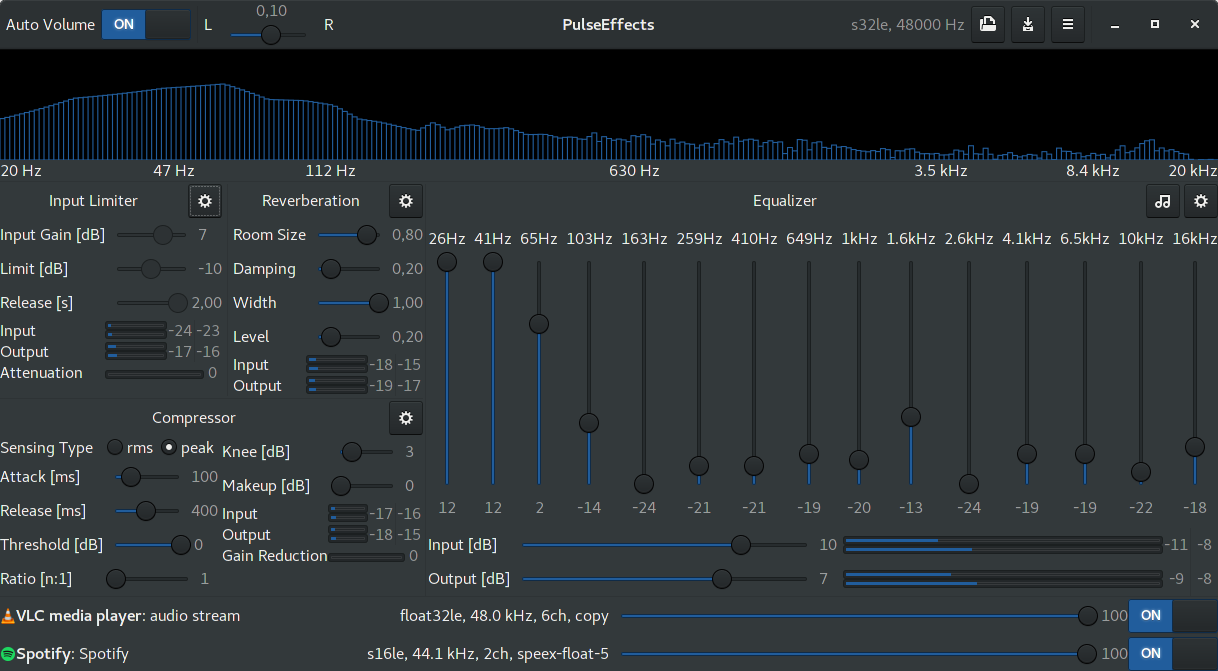 Auto Volume ON L 0,10 R PulseEffects s32le, 48000 Hz
20 Hz 47 Hz 112 Hz 630 Hz 3.5 kHz 8.4 kHz 20 kHz
Input Limiter
Input Gain [dB] 7
Limit [dB] -10
Release [s] 2,00
Input -24 -23
Output -17 -16
Attenuation 0
Reverberation
Room Size 0,80
Damping 0,20
Width 1,00
Level 0,20
Input -18 -15
Output -19 -17
Compressor
Sensing Type rms peak
Attack [ms] 100
Release [ms] 400
Threshold [dB] 0
Ratio [n:1] 1
Knee [dB] 3
Makeup [dB] 0
Input -17 -16
Output -18 -15
Gain Reduction 0
Equalizer
26Hz 41Hz 65Hz 103Hz 163Hz 259Hz 410Hz 649Hz 1kHz 1.6kHz 2.6kHz 4.1kHz 6.5kHz 10kHz 16kHz
12 12 2 -14 -24 -21 -21 -19 -20 -13 -24 -19 -19 -22 -18
Input [dB] 10 -11 -8
Output [dB] 7 -9 -8
VLC media player: audio stream float32le, 48.0 kHz, 6ch, copy 100 ON
Spotify: Spotify s16le, 44.1 kHz, 2ch, speex-float-5 100 ON